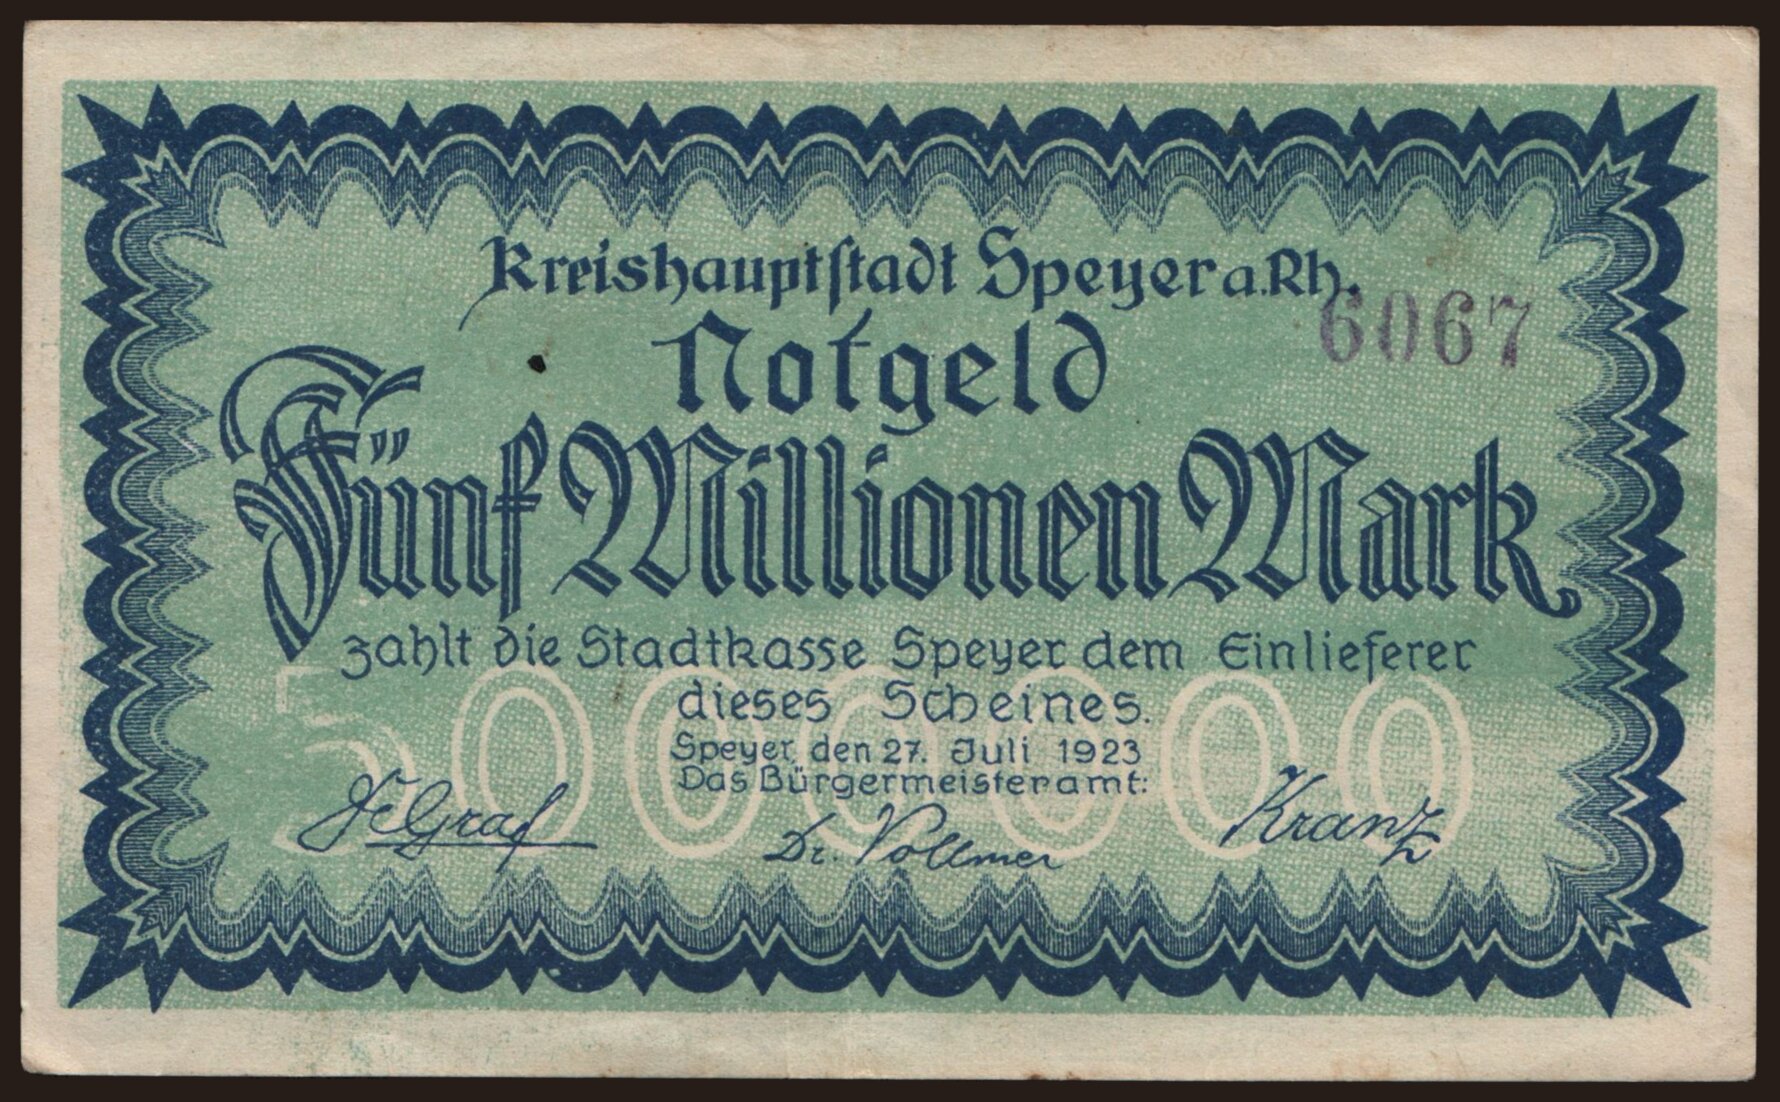 Kreishauptstadt Speyer a. Rh.
6067
Notgeld
Fünf Millionen Mark
zahlt die Stadtkasse Speyer dem Einlieferer
dieses Scheines.
5000000
Speyer, den 27. Juli 1923
Das Bürgermeisteramt:
Graf
Dr. Vollmer
Kranz